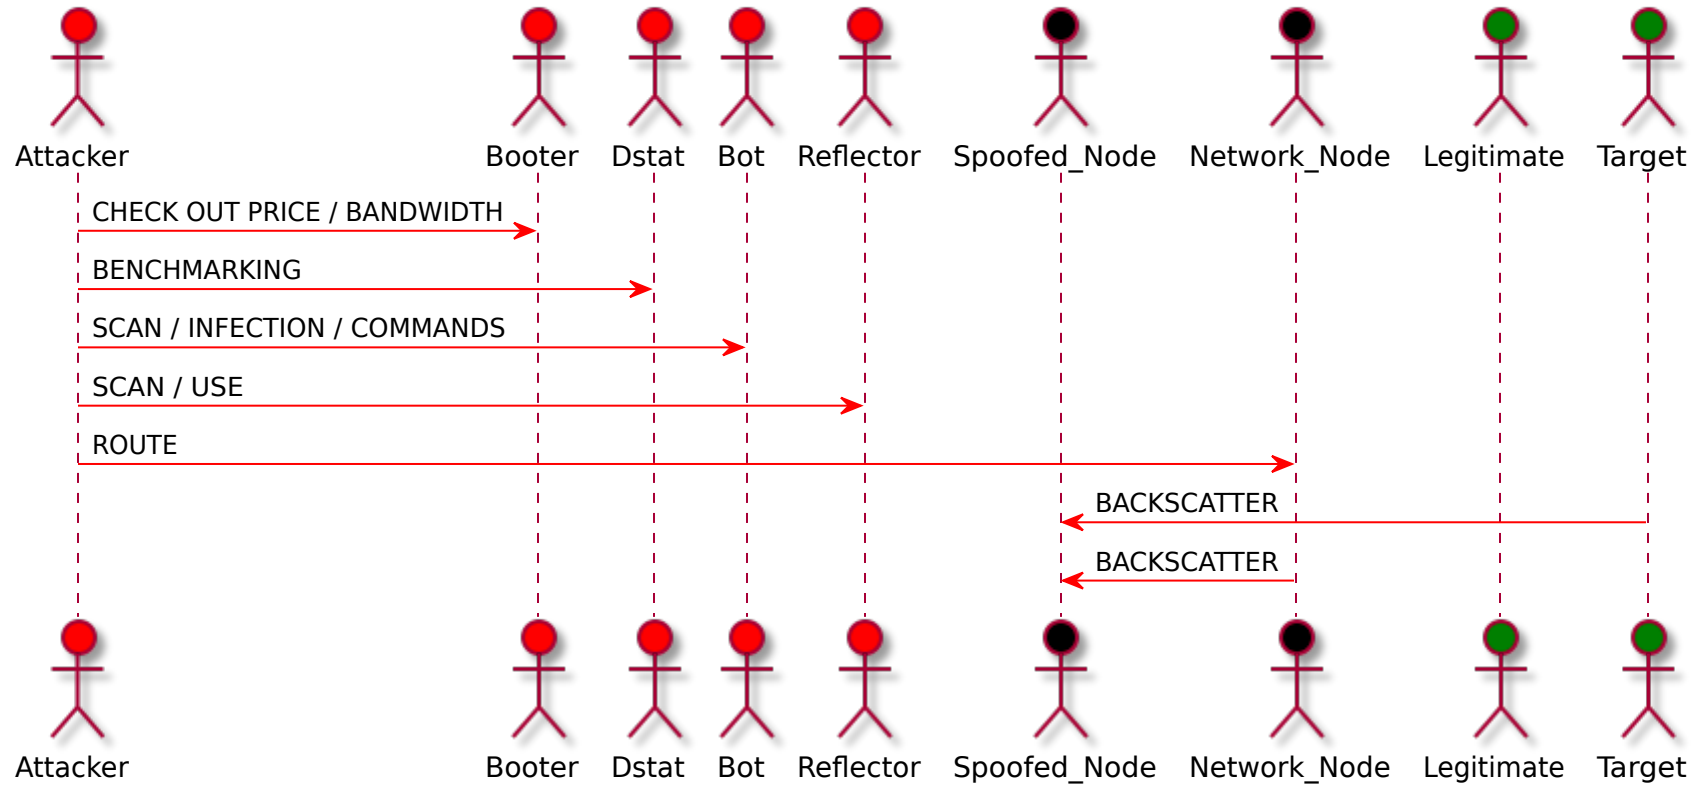 Attacker Booter Dstat Bot Reflector Spoofed_Node Network_Node Legitimate Target
CHECK OUT PRICE / BANDWIDTH
BENCHMARKING
SCAN / INFECTION / COMMANDS
SCAN / USE
ROUTE
BACKSCATTER
BACKSCATTER
Attacker Booter Dstat Bot Reflector Spoofed_Node Network_Node Legitimate Target